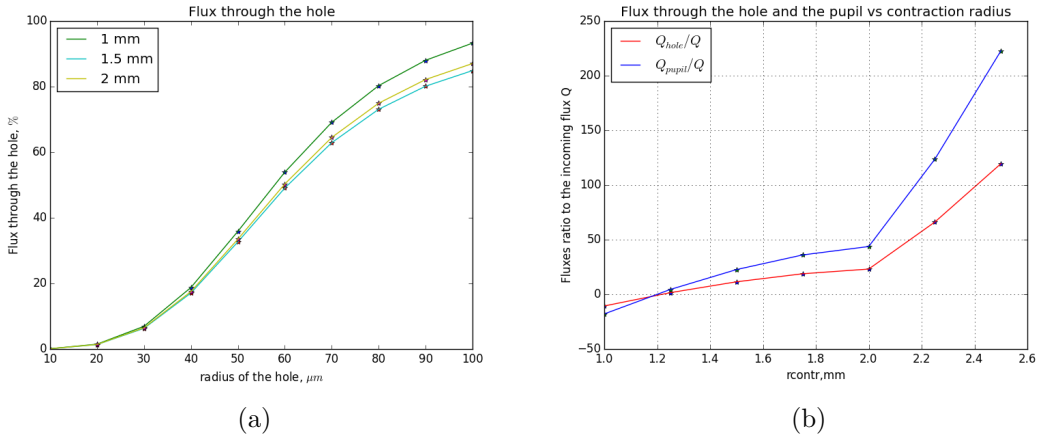 Flux through the hole
Flux through the hole, %
100
80
60
40
20
0
1 mm
1.5 mm
2 mm
10 20 30 40 50 60 70 80 90 100
radius of the hole, μm
(a)
Flux through the hole and the pupil vs contraction radius
Fluxes ratio to the incoming flux Q
250
200
150
100
50
0
−50
Q_{hole}/Q
Q_{pupil}/Q
1.0 1.2 1.4 1.6 1.8 2.0 2.2 2.4 2.6
rcontr,mm
(b)